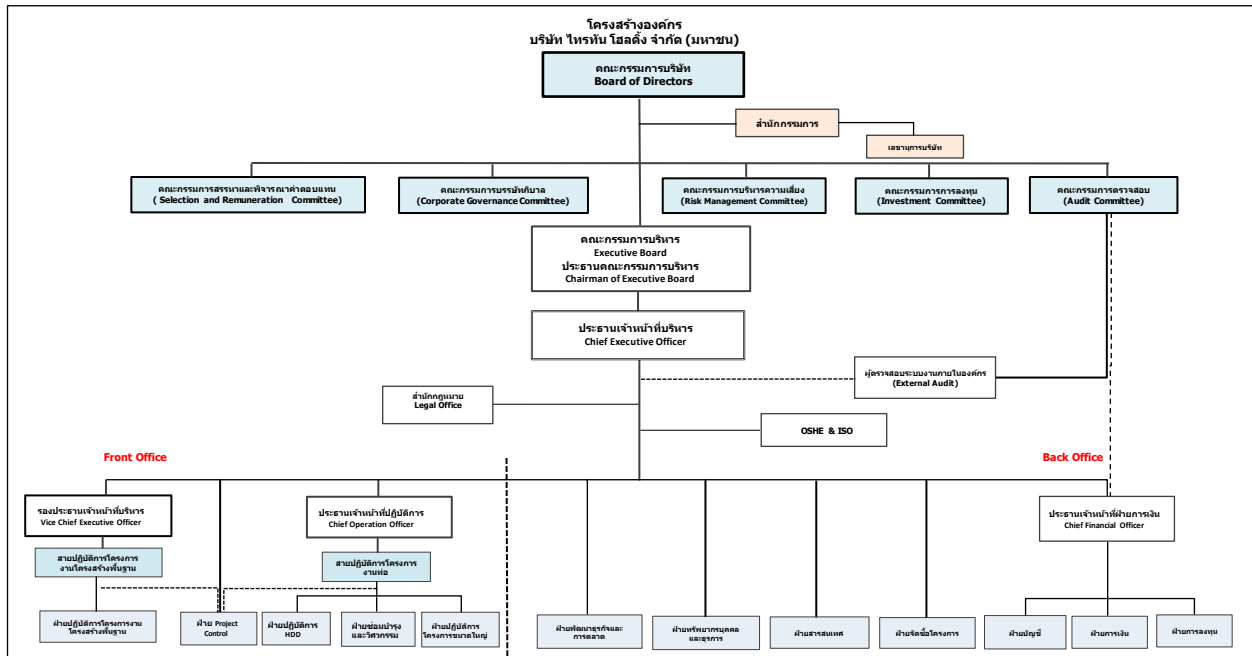 โครงสร้างองค์กร
บริษัท ไทรทัน โฮลดิ้ง จำกัด (มหาชน)
คณะกรรมการบริษัท
Board of Directors
สำนักกรรมการ
เลขานุการบริษัท
คณะกรรมการสรรหาและพิจารณาค่าตอบแทน
( Selection and Remuneration Committee)
คณะกรรมการบรรษัทภิบาล
(Corporate Governance Committee)
คณะกรรมการบริหารความเสี่ยง
(Risk Management Committee)
คณะกรรมการการลงทุน
(Investment Committee)
คณะกรรมการตรวจสอบ
(Audit Committee)
คณะกรรมการบริหาร
Executive Board
ประธานคณะกรรมการบริหาร
Chairman of Executive Board
ประธานเจ้าหน้าที่บริหาร
Chief Executive Officer
ผู้ตรวจสอบระบบงานภายในองค์กร
(External Audit)
สำนักกฎหมาย
Legal Office
OSHE & ISO
Front Office
Back Office
รองประธานเจ้าหน้าที่บริหาร
Vice Chief Executive Officer
ประธานเจ้าหน้าที่ปฏิบัติการ
Chief Operation Officer
ประธานเจ้าหน้าที่ฝ่ายการเงิน
Chief Financial Officer
สายปฏิบัติการโครงการ
งานโครงสร้างพื้นฐาน
สายปฏิบัติการโครงการ
งานท่อ
ฝ่ายปฏิบัติการโครงการงาน
โครงสร้างพื้นฐาน
ฝ่าย Project
Control
ฝ่ายปฏิบัติการ
HDD
ฝ่ายซ่อมบำรุง
และวิศวกรรม
ฝ่ายปฏิบัติการ
โครงการขนาดใหญ่
ฝ่ายพัฒนาธุรกิจและ
การตลาด
ฝ่ายทรัพยากรบุคคล
และธุรการ
ฝ่ายสารสนเทศ
ฝ่ายจัดซื้อโครงการ
ฝ่ายบัญชี
ฝ่ายการเงิน
ฝ่ายการลงทุน